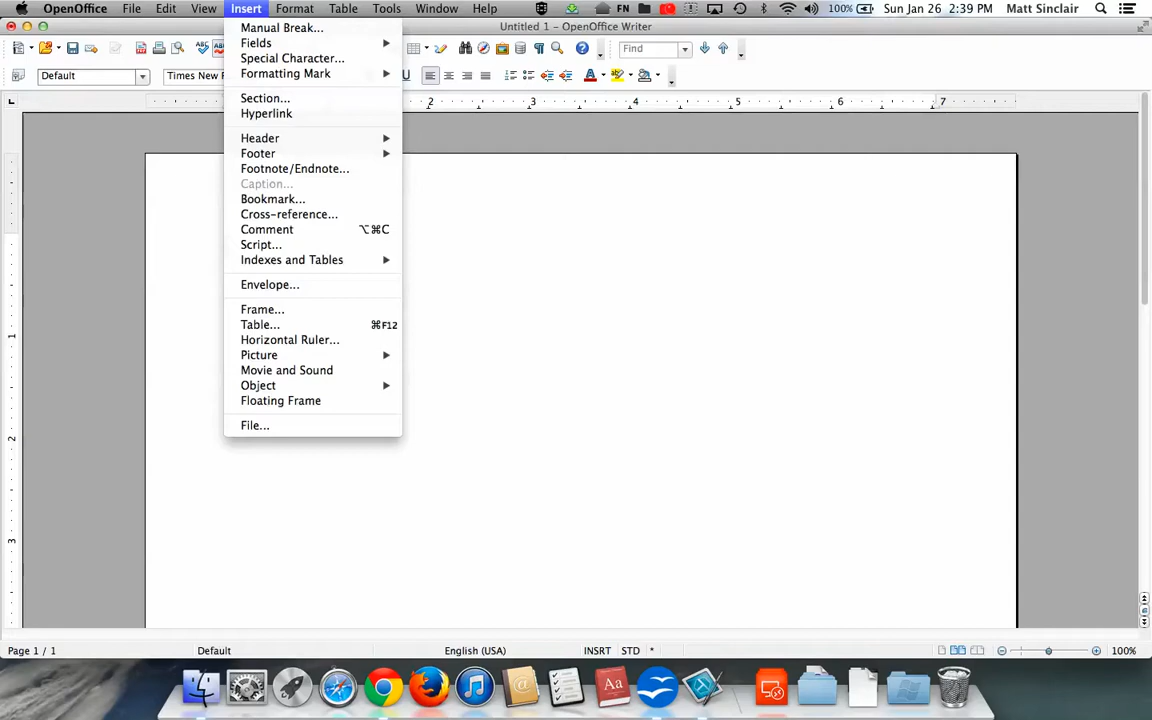 OpenOffice File Edit View Insert Format Table Tools Window Help FN 100% Sun Jan 26 2:39 PM Matt Sinclair
Untitled 1 - OpenOffice Writer
Find
Default Times New
U A
2 3 4 5 6 7
Manual Break...
Fields
Special Character...
Formatting Mark
Section...
Hyperlink
Header
Footer
Footnote/Endnote...
Caption...
Bookmark...
Cross-reference...
Comment ⌥⌘C
Script...
Indexes and Tables
Envelope...
Frame...
Table... ⌘F12
Horizontal Ruler...
Picture
Movie and Sound
Object
Floating Frame
File...
1
2
3
Page 1 / 1 Default English (USA) INSRT STD * 100%
Aa